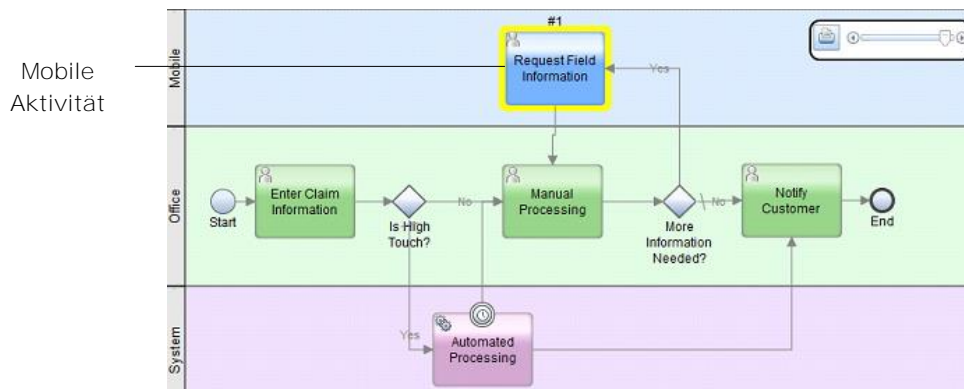 Mobile
Aktivität
#1
Mobile
Request Field
Information
Yes
Office
Start
Enter Claim
Information
Is High
Touch?
No
Manual
Processing
More
Information
Needed?
No
Notify
Customer
End
System
Yes
Automated
Processing